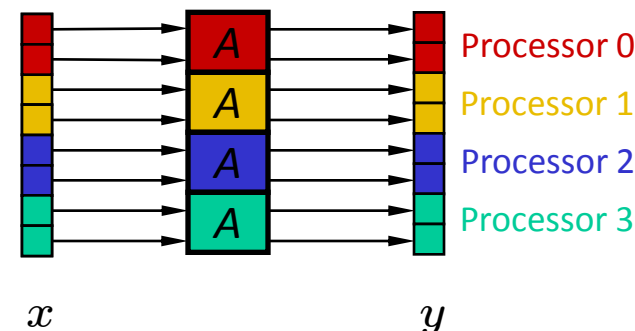 A Processor 0
A Processor 1
A Processor 2
A Processor 3
x y